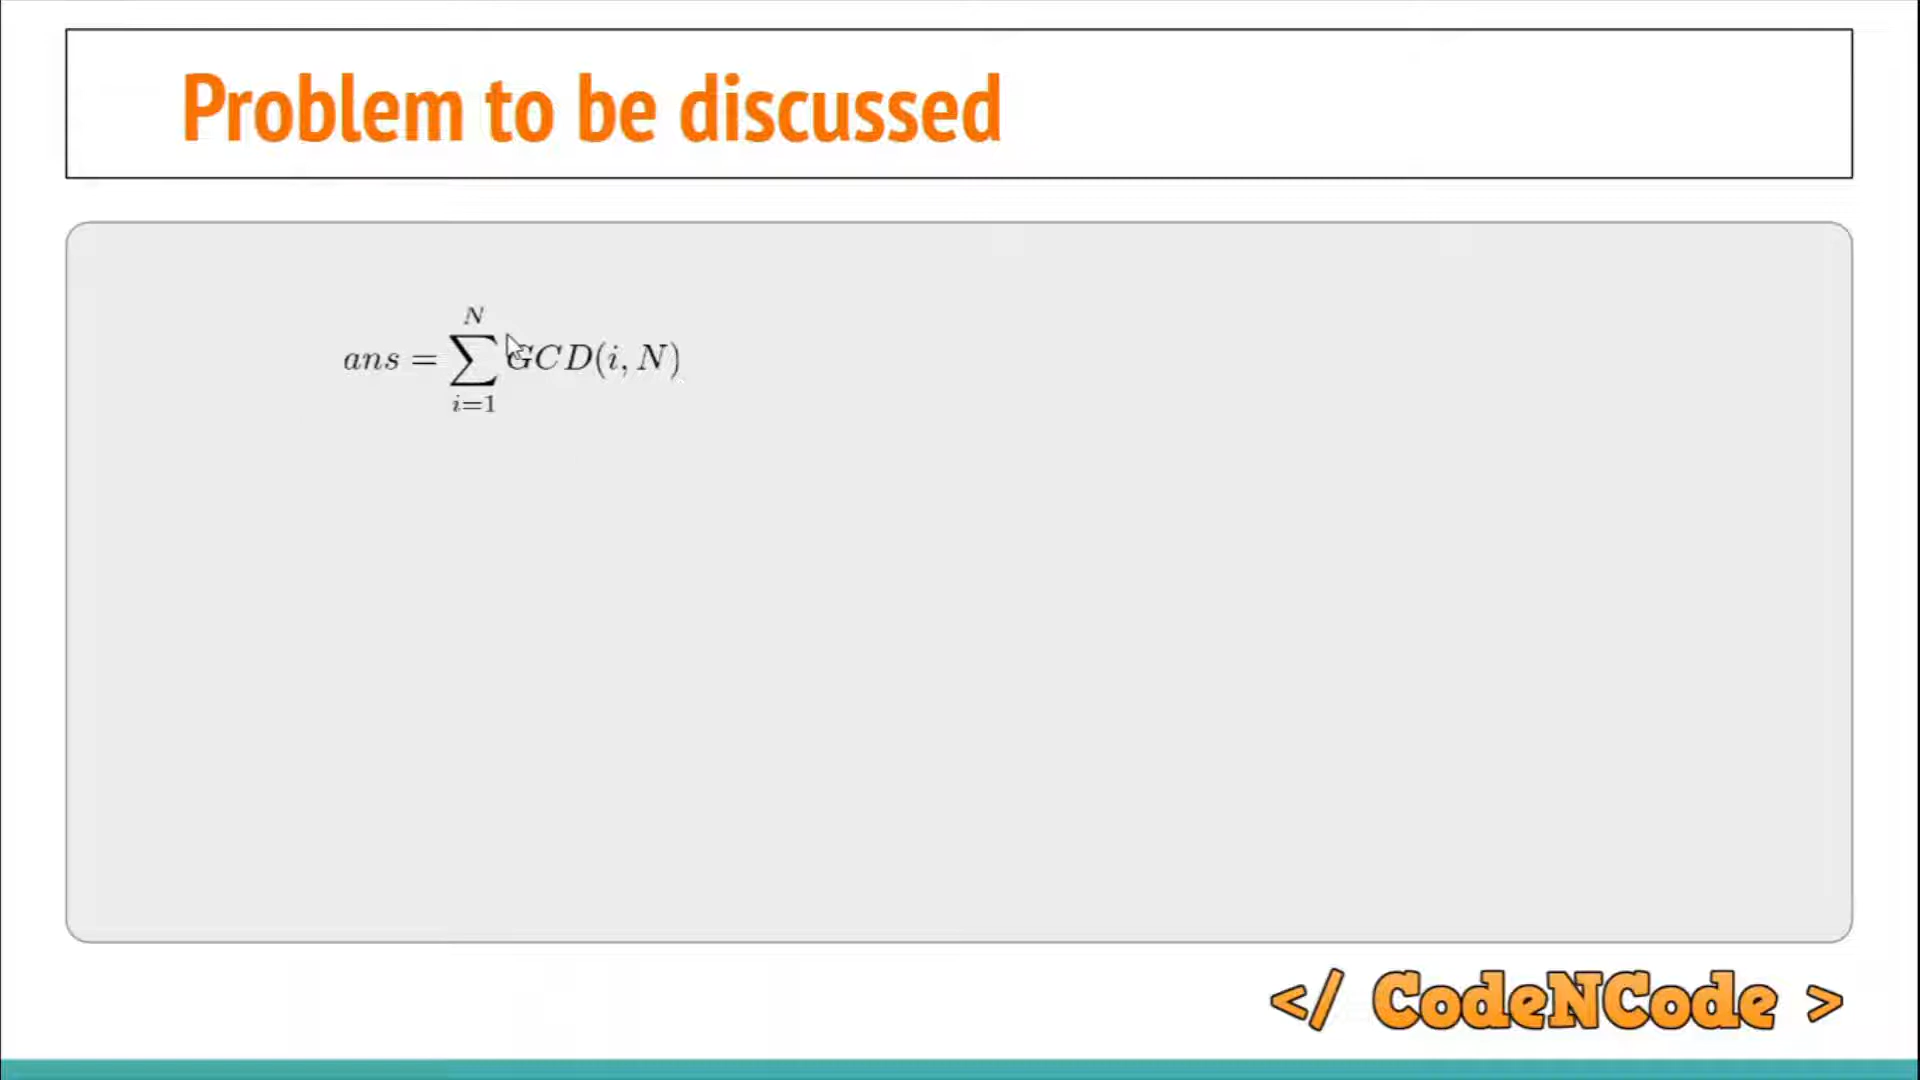 Problem to be discussed
N
ans = ∑ GCD(i, N)
i=1
</ CodeNCode >